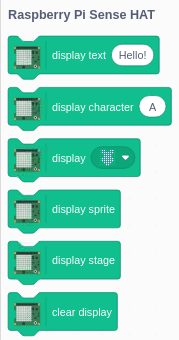 Raspberry Pi Sense HAT
display text Hello!
display character A
display
display sprite
display stage
clear display